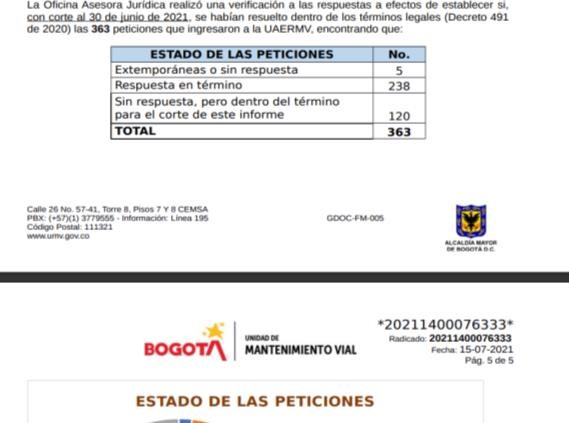 La Oficina Asesora Jurídica realizó una verificación a las respuestas a efectos de establecer si,
con corte al 30 de junio de 2021, se habían resuelto dentro de los términos legales (Decreto 491
de 2020) las 363 peticiones que ingresaron a la UAERMV, encontrando que:
ESTADO DE LAS PETICIONES No.
Extemporáneas o sin respuesta 5
Respuesta en término 238
Sin respuesta, pero dentro del término
para el corte de este informe 120
TOTAL 363
Calle 26 No. 57-41, Torre 8, Pisos 7 Y 8 CEMSA
PBX: (+57)(1) 3779555 - Información: Línea 195
Código Postal: 111321
www.umv.gov.co
GDOC-FM-005
ALCALDÍA MAYOR
DE BOGOTÁ D.C.
BOGOTÁ
UNIDAD DE
MANTENIMIENTO VIAL
*20211400076333*
Radicado: 20211400076333
Fecha: 15-07-2021
Pág. 5 de 5
ESTADO DE LAS PETICIONES